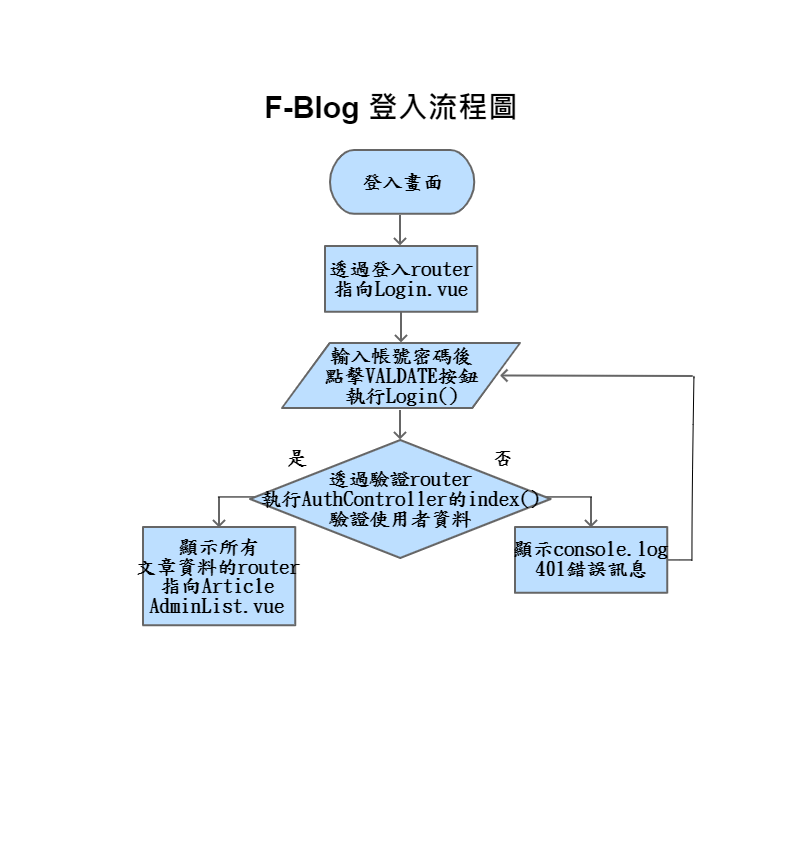 F-Blog 登入流程圖
登入畫面
透過登入router
指向Login.vue
輸入帳號密碼後
點擊VALDATE按鈕
執行Login()
是
否
透過驗證router
執行AuthController的index()
驗證使用者資料
顯示所有
文章資料的router
指向Article
AdminList.vue
顯示console.log
401錯誤訊息